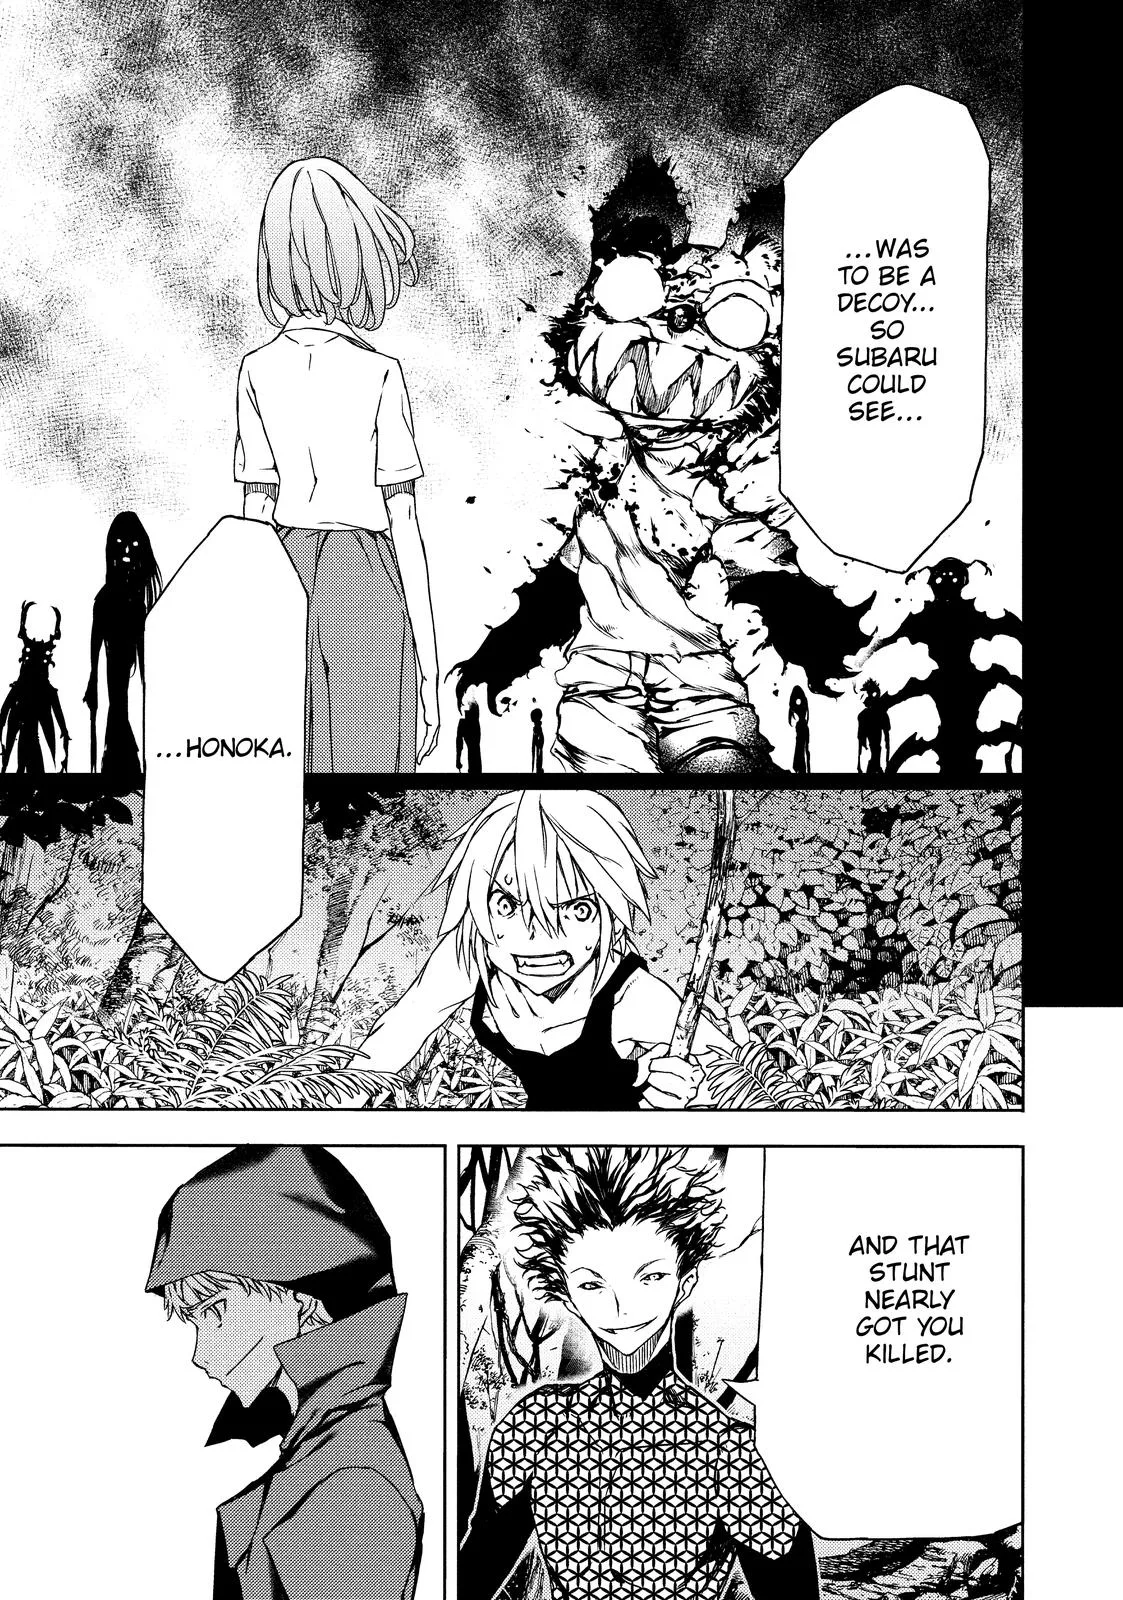 ...WAS
TO BE A
DECOY...
SO
SUBARU
COULD
SEE...
...HONOKA.
AND THAT
STUNT
NEARLY
GOT YOU
KILLED.